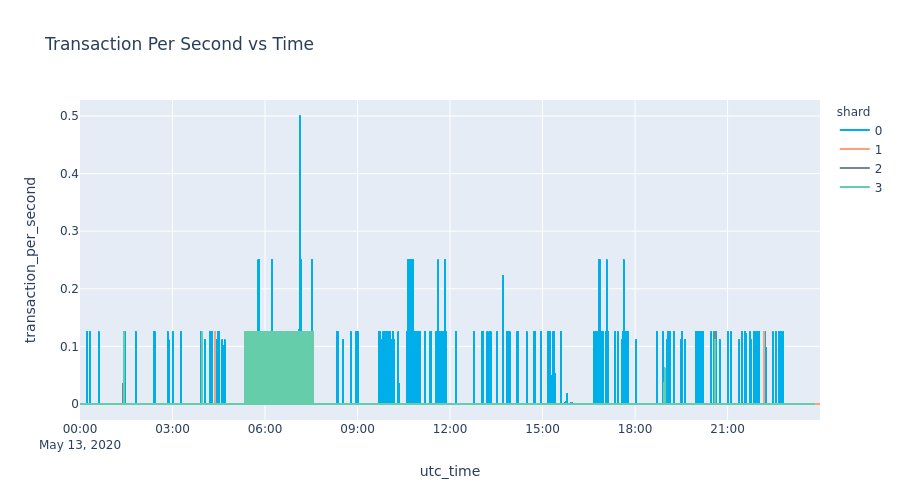 Transaction Per Second vs Time
shard
0
1
2
3
transaction_per_second
0.5
0.4
0.3
0.2
0.1
0
00:00 03:00 06:00 09:00 12:00 15:00 18:00 21:00
May 13, 2020
utc_time